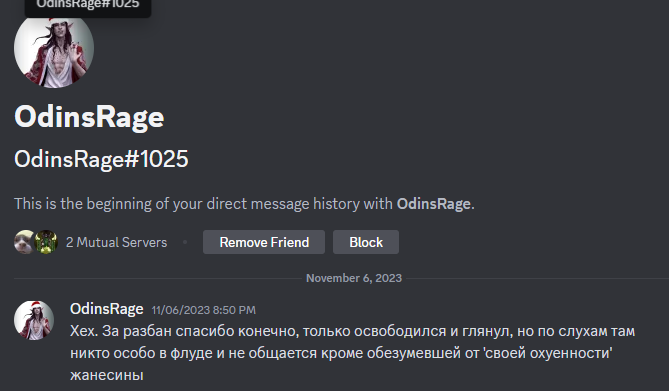 OdinsRage#1025
OdinsRage
OdinsRage#1025
This is the beginning of your direct message history with OdinsRage.
2 Mutual Servers
Remove Friend
Block
November 6, 2023
OdinsRage 11/06/2023 8:50 PM
Хех. За разбан спасибо конечно, только освободился и глянул, но по слухам там
никто особо в флуде и не общается кроме обезумевшей от 'своей охуенности'
жанесины